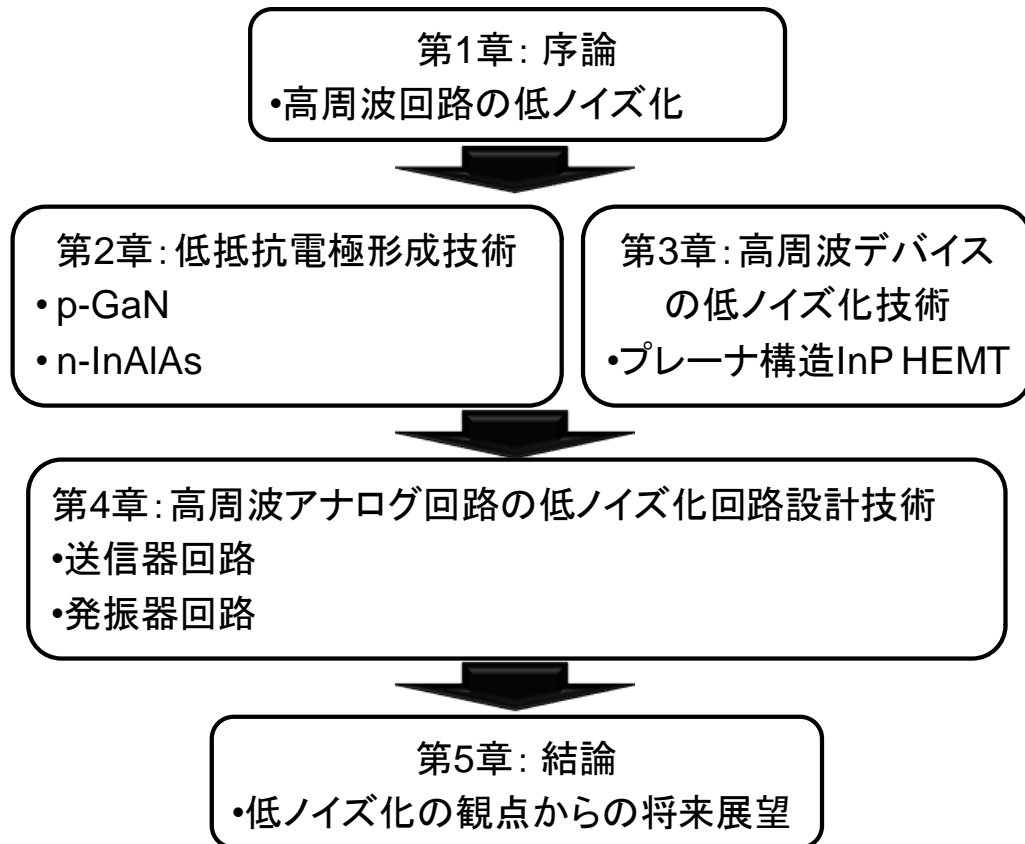 第1章：序論
•高周波回路の低ノイズ化
第2章：低抵抗電極形成技術
• p-GaN
• n-InAlAs
第3章：高周波デバイス
の低ノイズ化技術
•プレーナ構造InP HEMT
第4章：高周波アナログ回路の低ノイズ化回路設計技術
•送信器回路
•発振器回路
第5章：結論
•低ノイズ化の観点からの将来展望